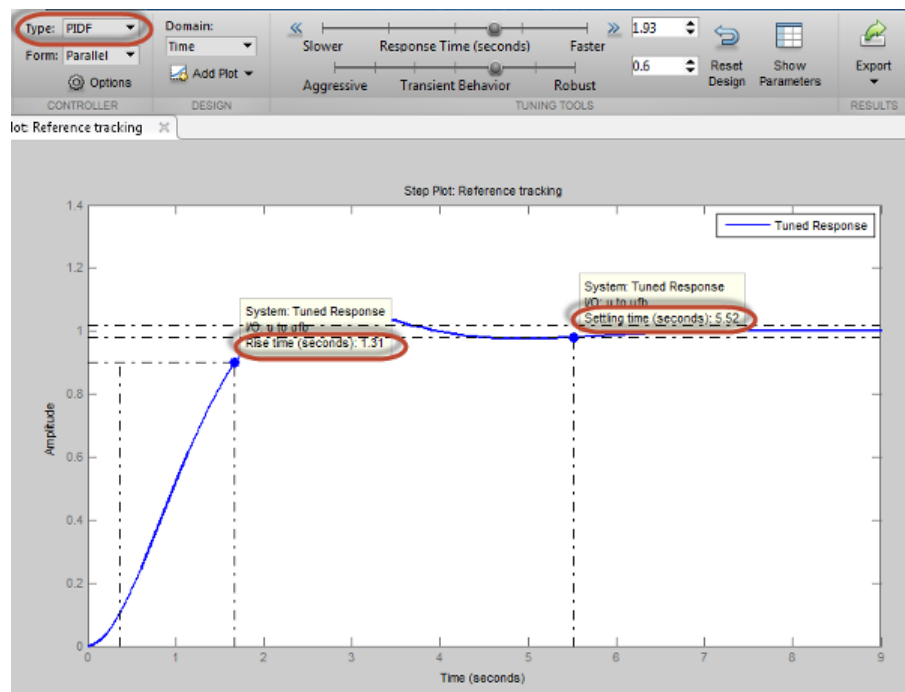 Type: PIDF
Domain:
Time
Form: Parallel
Options
Add Plot
CONTROLLER
DESIGN
Slower
Response Time (seconds)
Faster
1.93
Aggressive
Transient Behavior
Robust
0.6
TUNING TOOLS
Reset
Design
Show
Parameters
Export
RESULTS
lot: Reference tracking
Step Plot: Reference tracking
1.4
1.2
1
0.8
0.6
0.4
0.2
0
Amplitude
Tuned Response
System: Tuned Response
I/O: u to ufb
Rise time (seconds): 1.31
System: Tuned Response
I/O: u to ufb
Settling time (seconds): 5.52
0 1 2 3 4 5 6 7 8 9
Time (seconds)